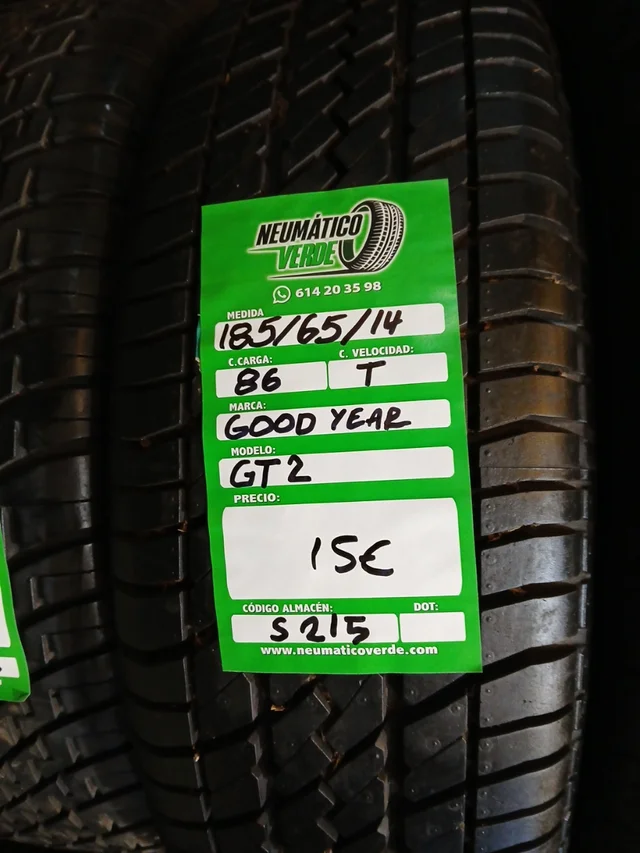 NEUMÁTICO
VERDE
614 20 35 98
MEDIDA
185/65/14
C.CARGA: C. VELOCIDAD:
86 T
MARCA:
GOOD YEAR
MODELO:
GT2
PRECIO:
15€
CÓDIGO ALMACÉN: DOT:
S215
www.neumaticoverde.com